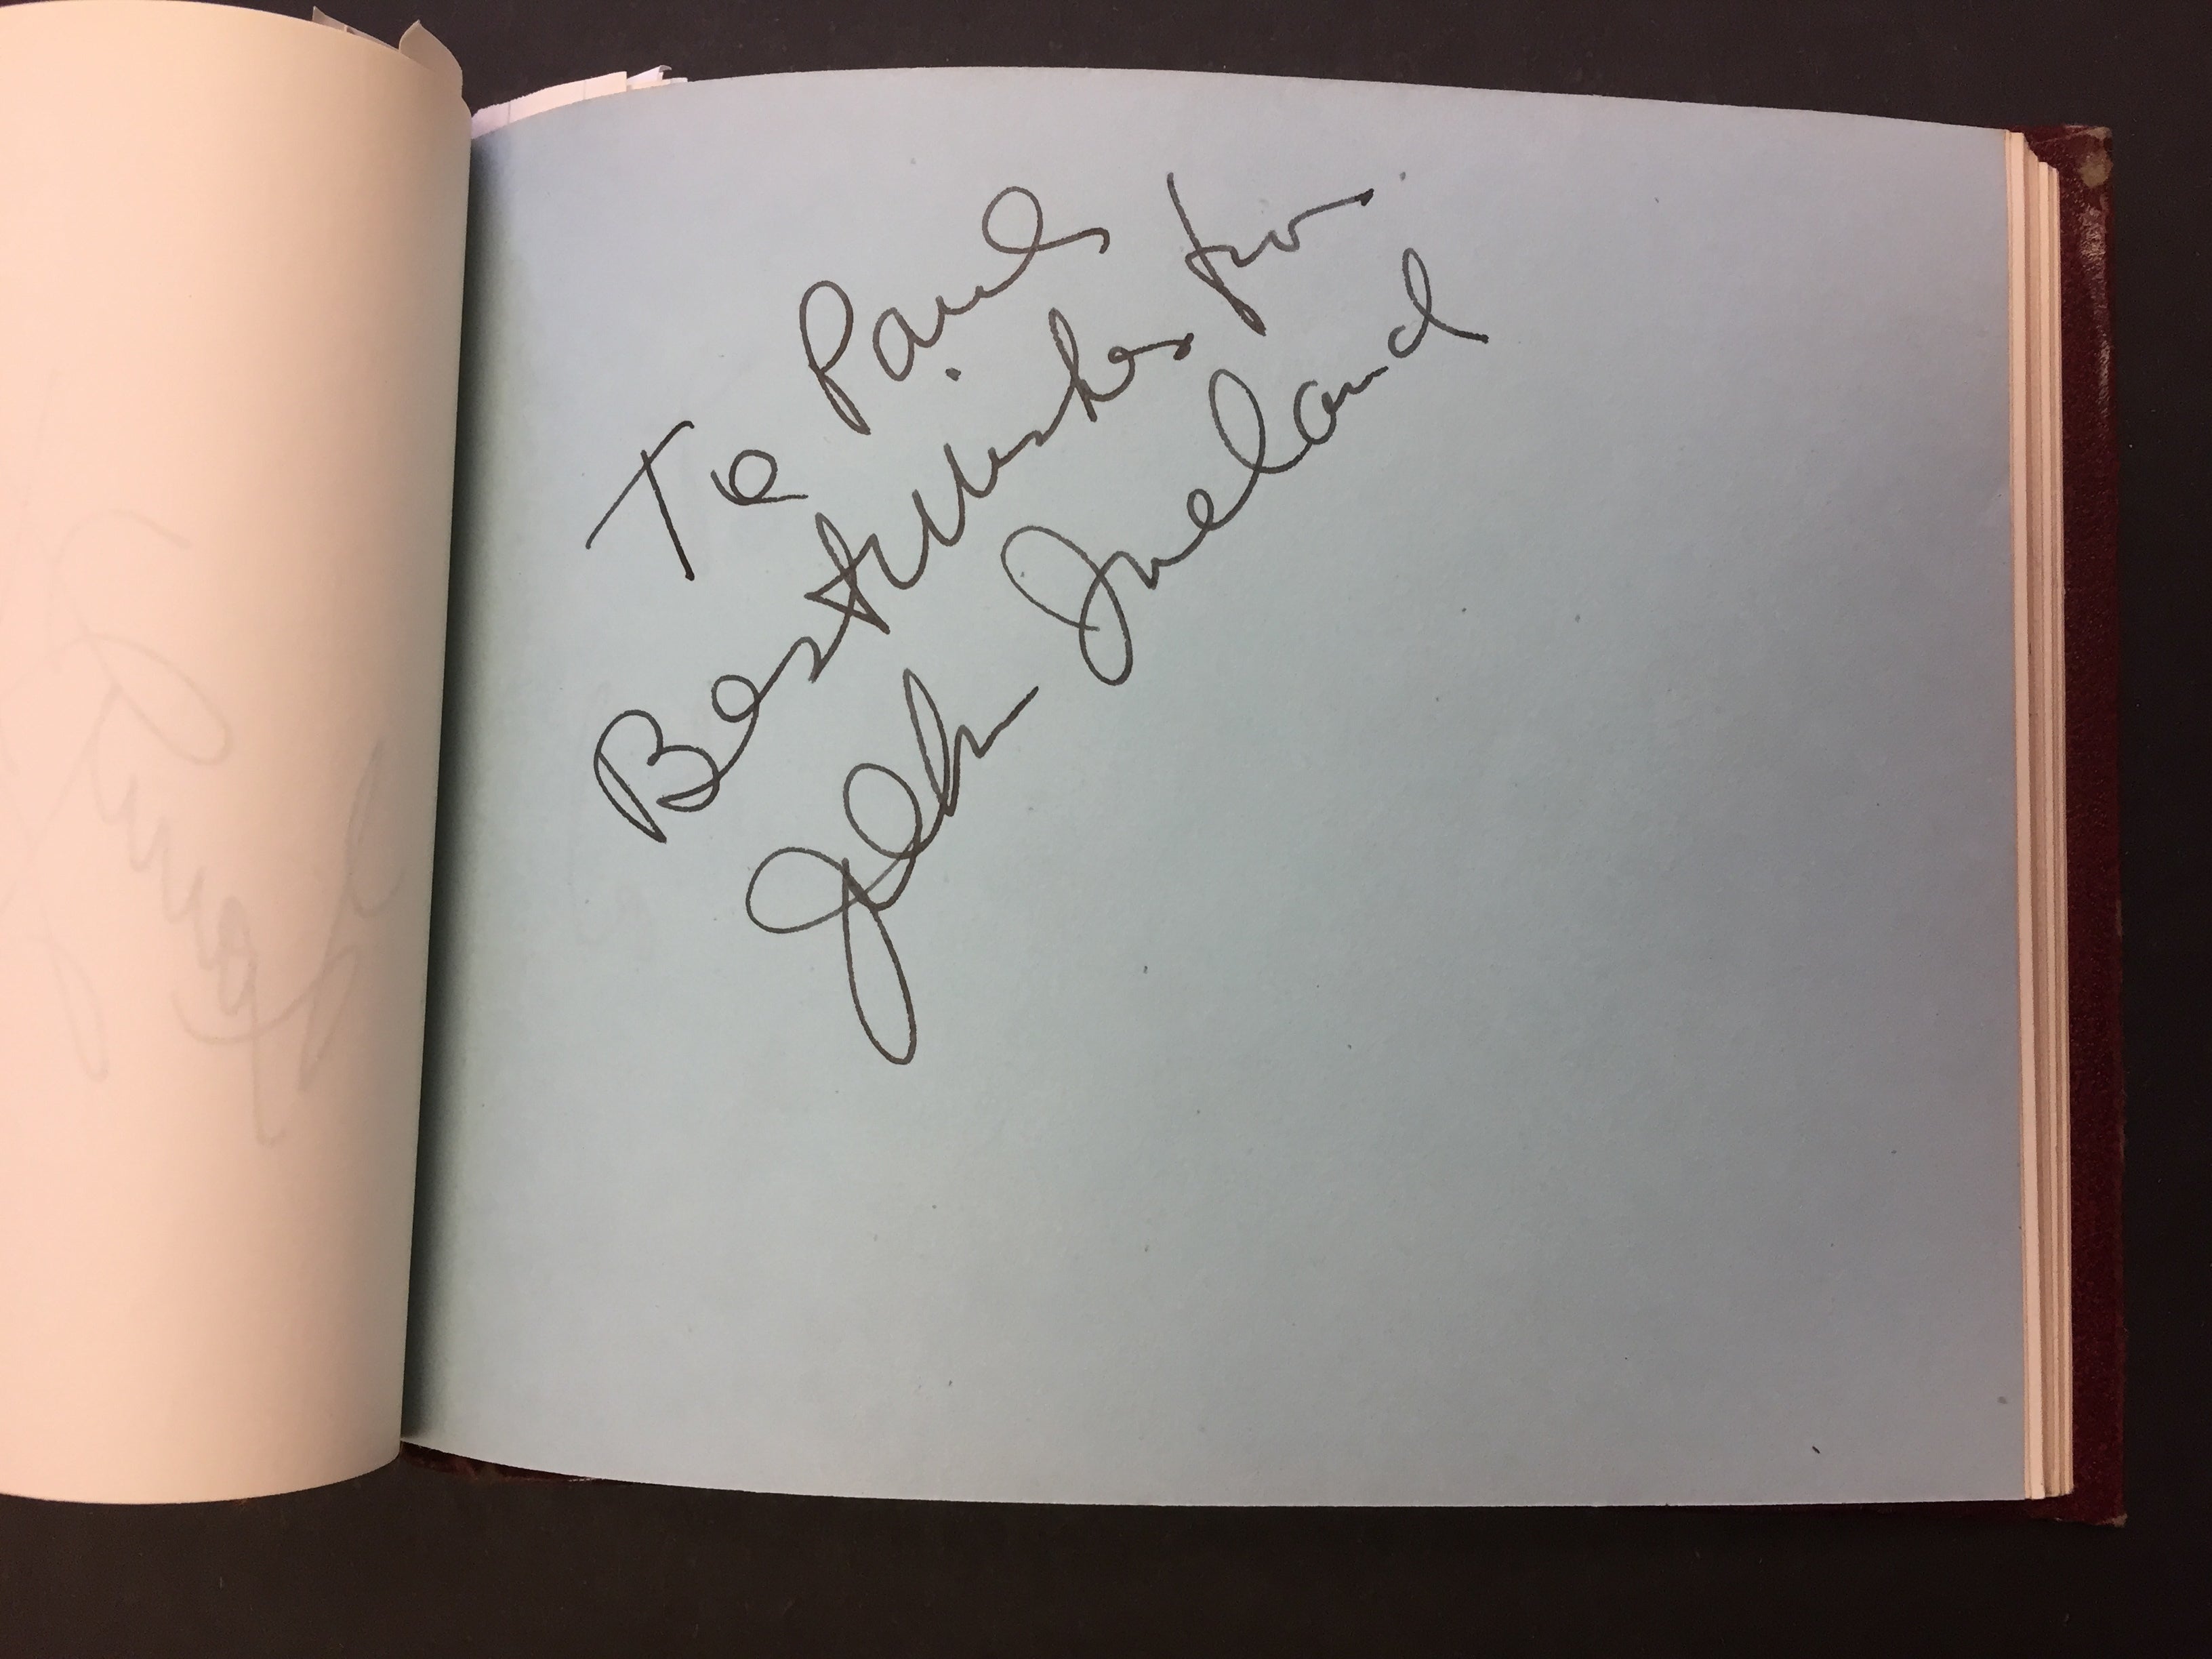 To Paul
Best Wishes from
John Ireland